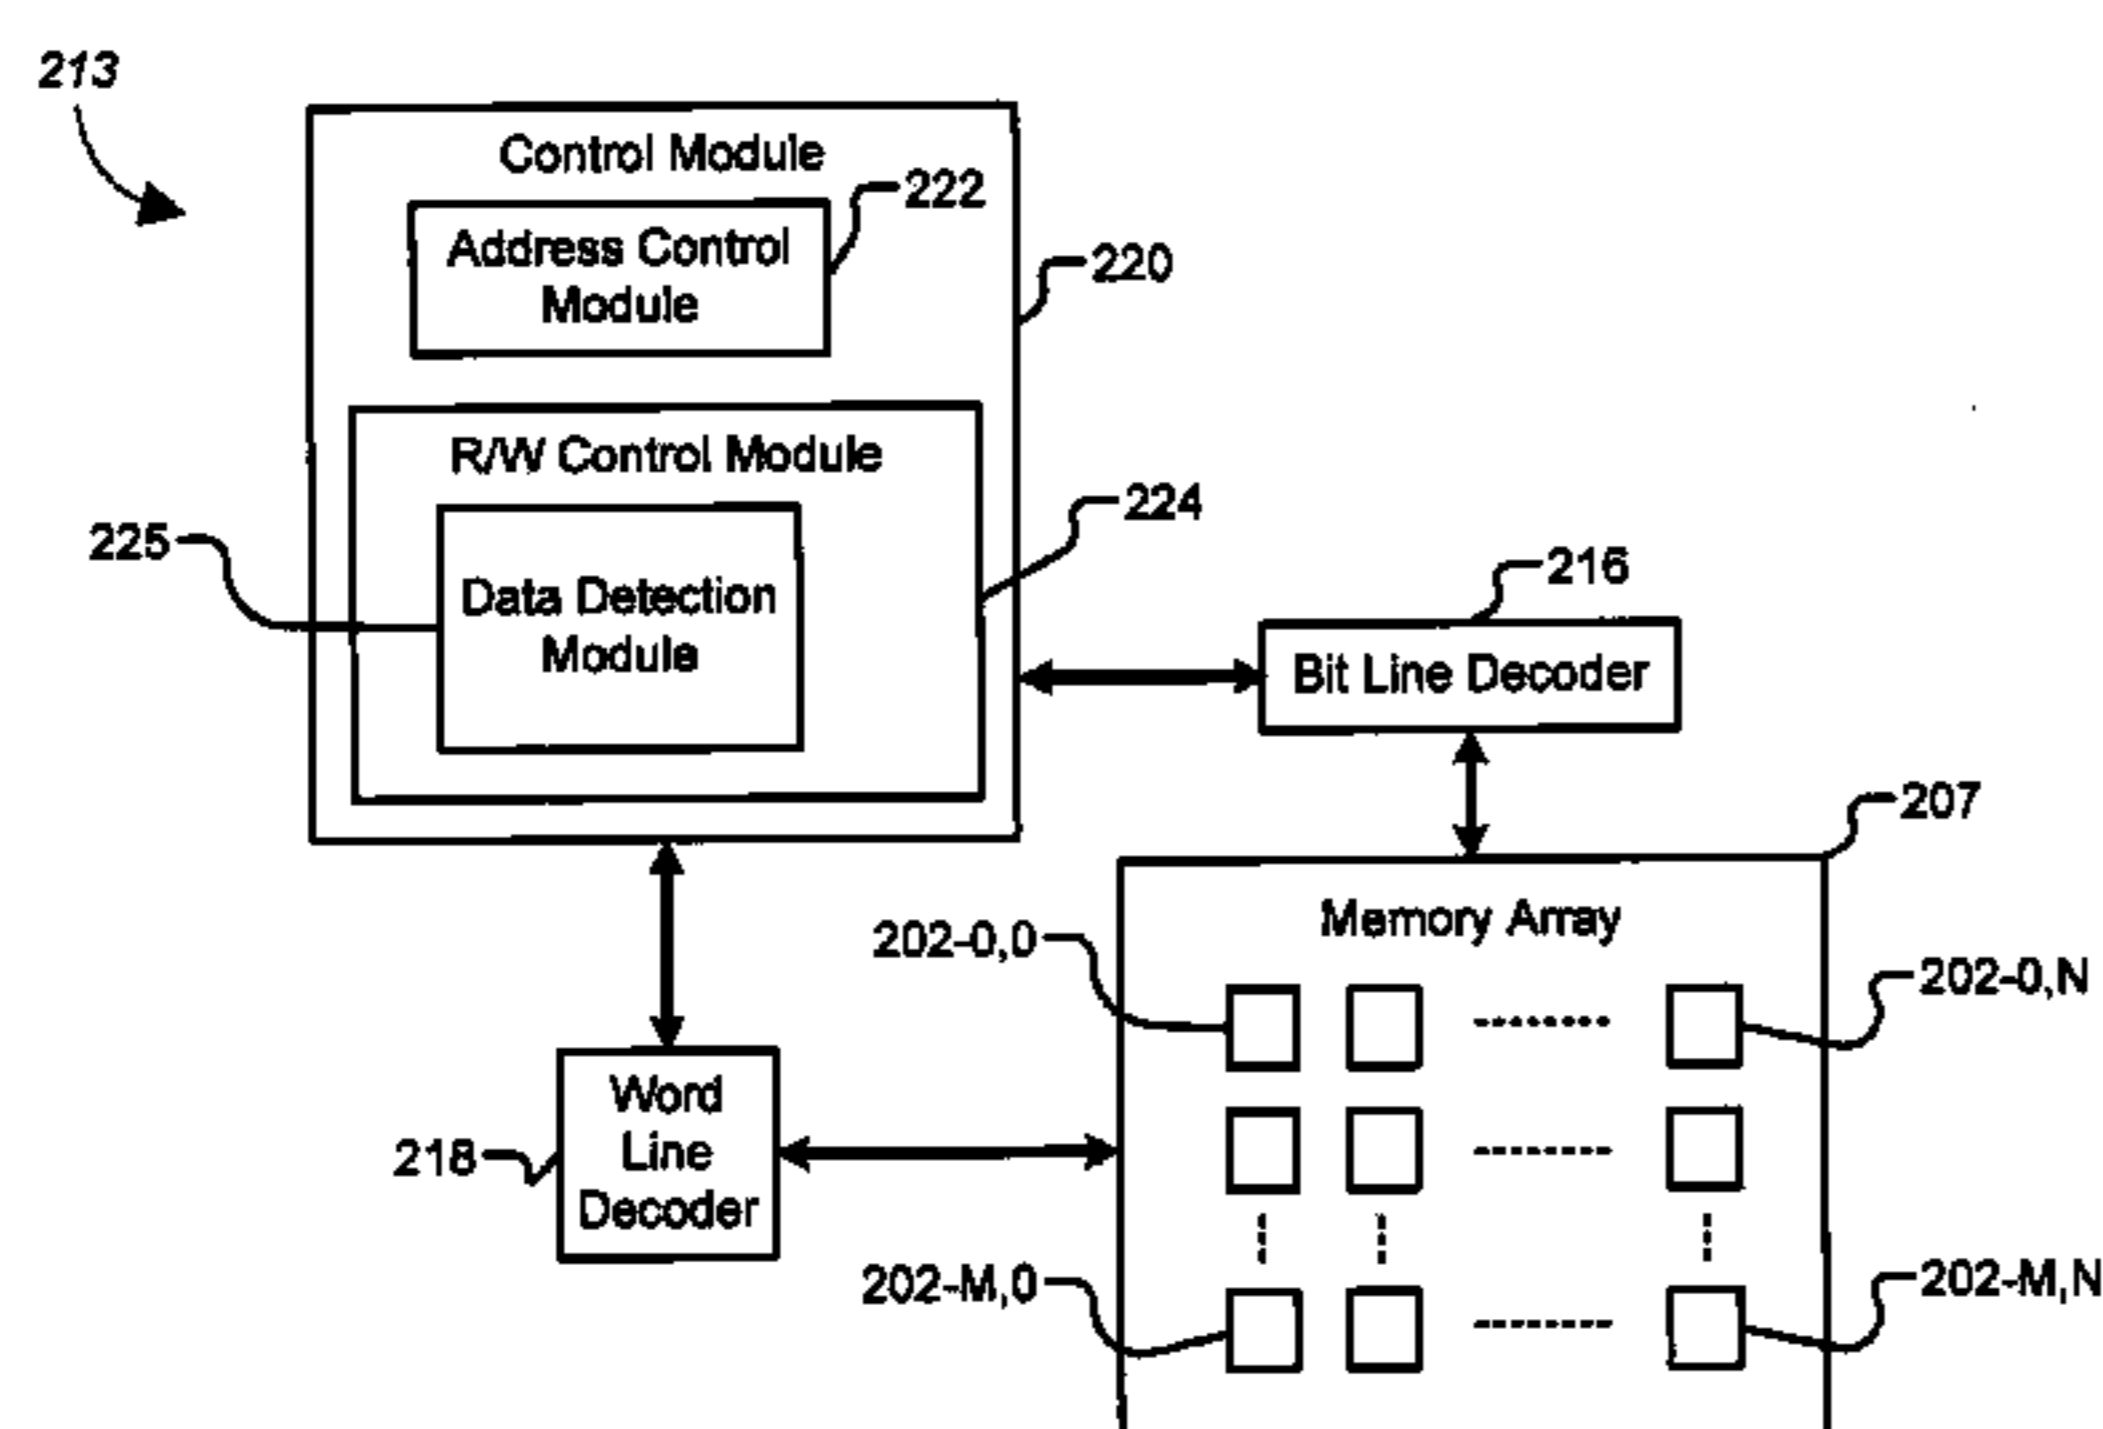 213
Control Module
222
Address Control
Module
220
R/W Control Module
224
225
Data Detection
Module
216
Bit Line Decoder
207
Memory Array
202-0,0
202-0,N
Word
Line
Decoder
218
202-M,0
202-M,N